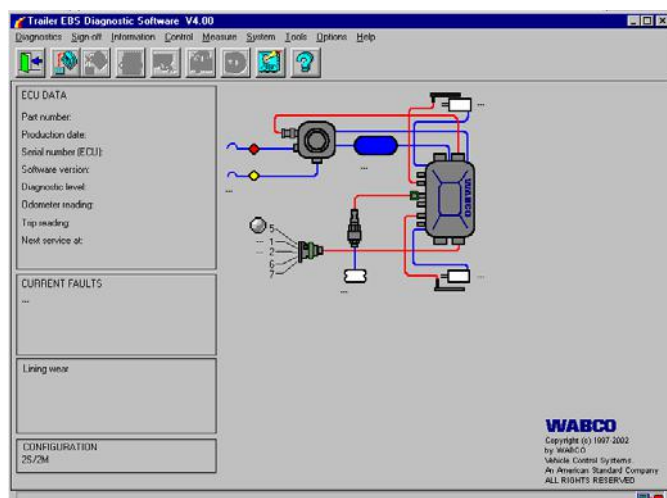 Trailer EBS Diagnostic Software V4.00
Diagnostics Sign-off Information Control Measure System Tools Options Help
ECU DATA
Part number:
Production date:
Serial number (ECU):
Software version:
Diagnostic level:
Odometer reading:
Trip reading:
Next service at:
CURRENT FAULTS
...
Lining wear
CONFIGURATION
2S/2M
...
...
...
5
... 1
... 2
6
7
...
...
WABCO
WABCO
Copyright (c) 1997-2002
by WABCO
Vehicle Control Systems.
An American Standard Company
ALL RIGHTS RESERVED